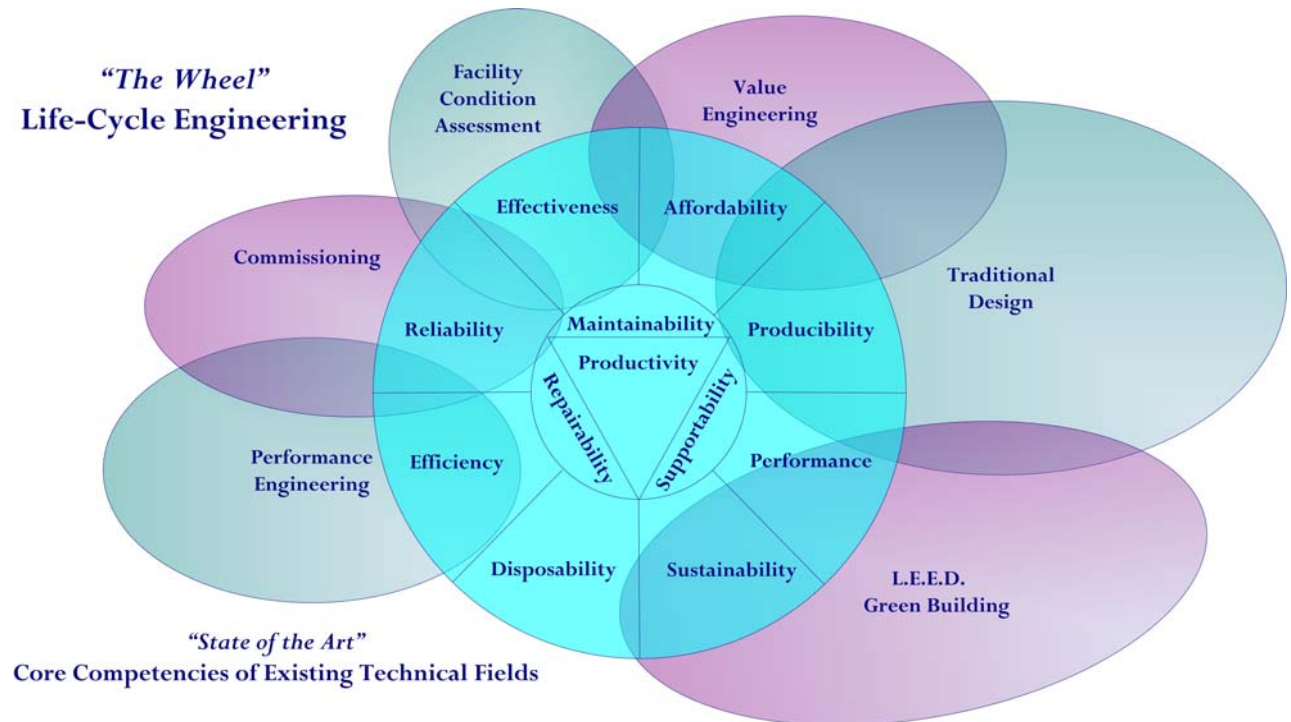 “The Wheel”
Life-Cycle Engineering
Facility
Condition
Assessment
Value
Engineering
Effectiveness
Affordability
Commissioning
Traditional
Design
Reliability
Maintainability
Producibility
Productivity
Repairability
Supportability
Performance
Engineering
Efficiency
Performance
Disposability
Sustainability
L.E.E.D.
Green Building
“State of the Art”
Core Competencies of Existing Technical Fields